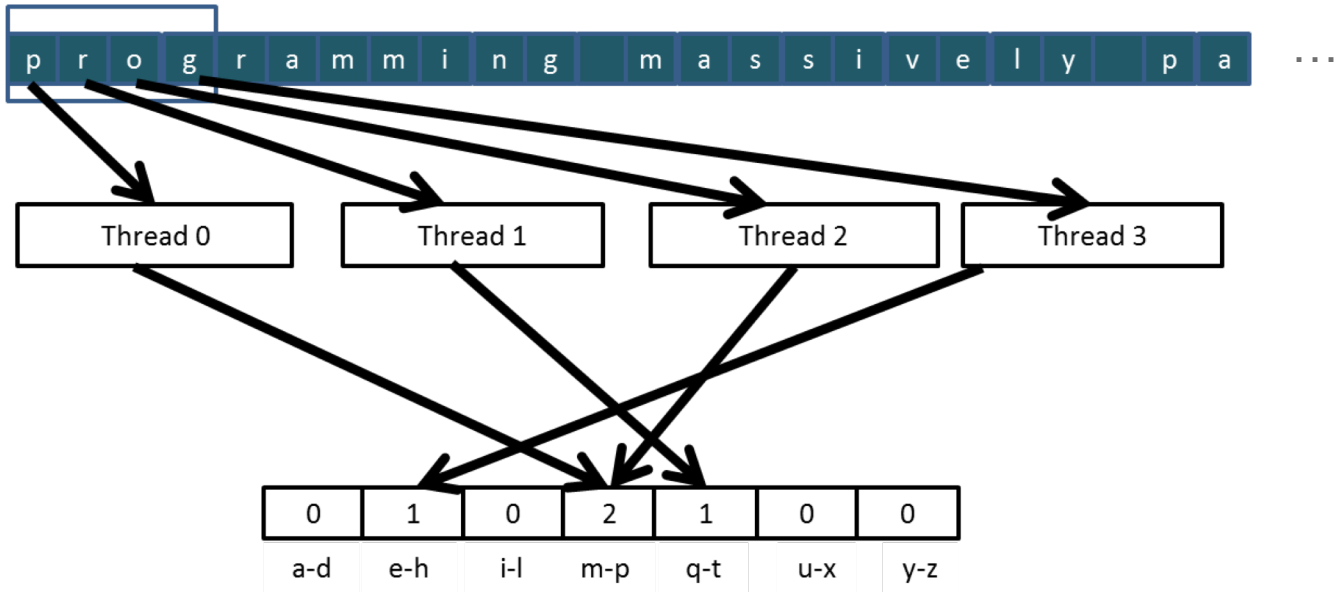 p r o g r a m m i n g m a s s i v e l y p a ...
Thread 0 Thread 1 Thread 2 Thread 3
0 1 0 2 1 0 0
a-d e-h i-l m-p q-t u-x y-z